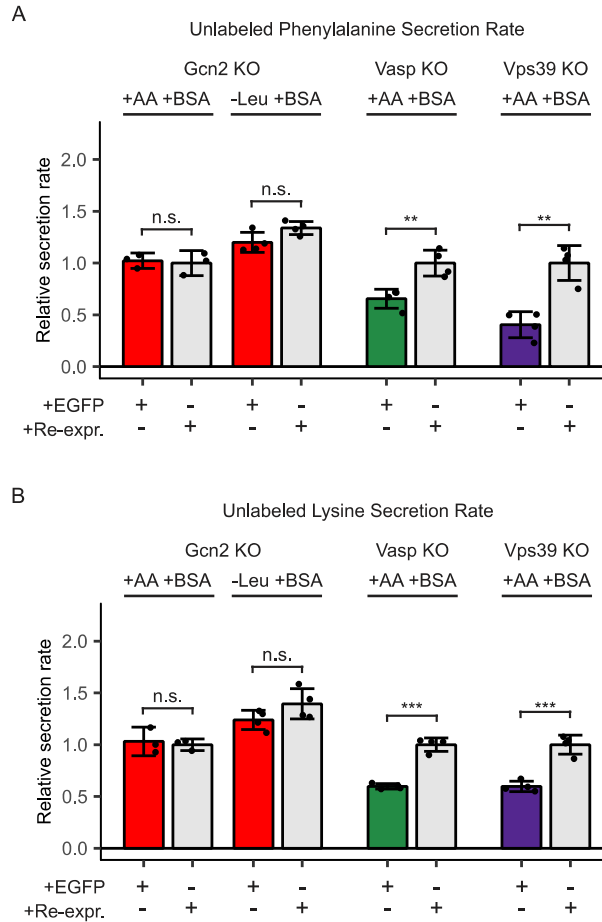 A
Unlabeled Phenylalanine Secretion Rate
Gcn2 KO Vasp KO Vps39 KO
+AA +BSA -Leu +BSA +AA +BSA +AA +BSA
Relative secretion rate
2.0
1.5
1.0
0.5
0.0
n.s. n.s. ** **
+EGFP + - + - + - + -
+Re-expr. - + - + - + - +
B
Unlabeled Lysine Secretion Rate
Gcn2 KO Vasp KO Vps39 KO
+AA +BSA -Leu +BSA +AA +BSA +AA +BSA
Relative secretion rate
2.0
1.5
1.0
0.5
0.0
n.s. n.s. *** ***
+EGFP + - + - + - + -
+Re-expr. - + - + - + - +